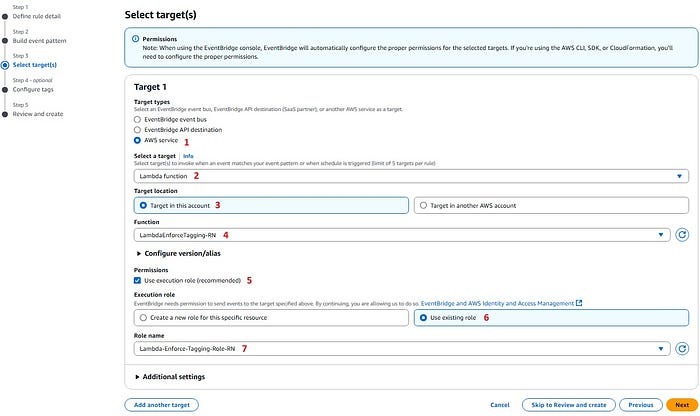 Step 1
Define rule detail
Step 2
Build event pattern
Step 3
Select target(s)
Step 4 - optional
Configure tags
Step 5
Review and create
Select target(s)
Permissions
Note: When using the EventBridge console, EventBridge will automatically configure the proper permissions for the selected targets. If you're using the AWS CLI, SDK, or CloudFormation, you'll
need to configure the proper permissions.
Target 1
Target types
Select an EventBridge event bus, EventBridge API destination (SaaS partner), or another AWS service as a target.
EventBridge event bus
EventBridge API destination
AWS service 1
Select a target Info
Select target(s) to invoke when an event matches your event pattern or when schedule is triggered (limit of 5 targets per rule)
Lambda function 2
Target location
Target in this account 3
Target in another AWS account
Function
LambdaEnforceTagging-RN 4
Configure version/alias
Permissions
Use execution role (recommended) 5
Execution role
EventBridge needs permission to send events to the target specified above. By continuing, you are allowing us to do so. EventBridge and AWS Identity and Access Management
Create a new role for this specific resource
Use existing role 6
Role name
Lambda-Enforce-Tagging-Role-RN 7
Additional settings
Add another target
Cancel
Skip to Review and create
Previous
Next